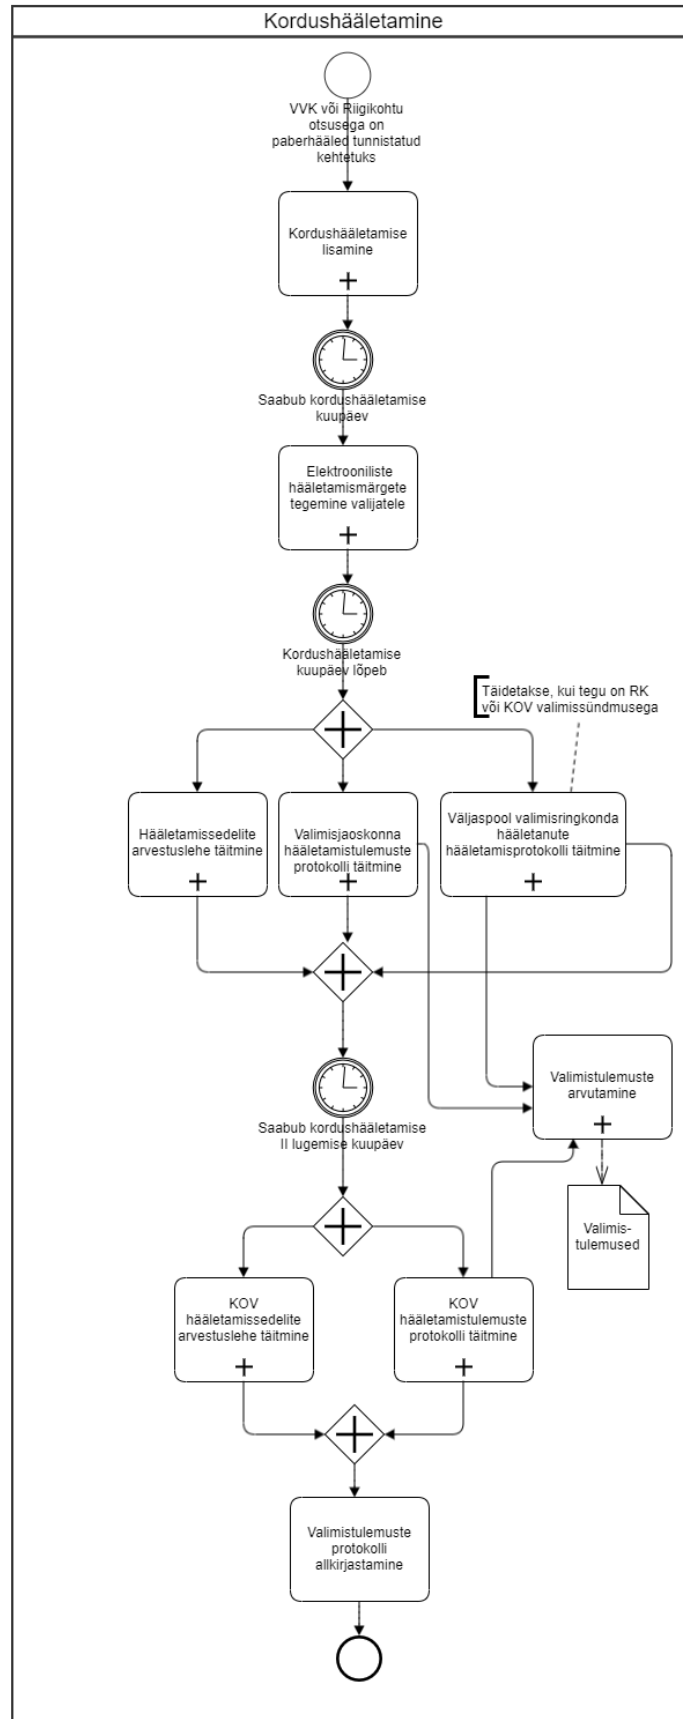 Kordushääletamine
VVK või Riigikohtu
otsusega on
paberhääled tunnistatud
kehtetuks
Kordushääletamise
lisamine
Saabub kordushääletamise
kuupäev
Elektrooniliste
hääletamismärgete
tegemine valijatele
Kordushääletamise
kuupäev lõpeb
Täidetakse, kui tegu on RK
või KOV valimissündmusega
Hääletamissedelite
arvestuslehe täitmine
Valimisjaoskonna
hääletamistulemuste
protokolli täitmine
Väljaspool valimisringkonda
hääletanute
hääletamisprotokolli täitmine
Saabub kordushääletamise
II lugemise kuupäev
Valimistulemuste
arvutamine
Valimis-
tulemused
KOV
hääletamissedelite
arvestuslehe täitmine
KOV
hääletamistulemuste
protokolli täitmine
Valimistulemuste
protokolli
allkirjastamine